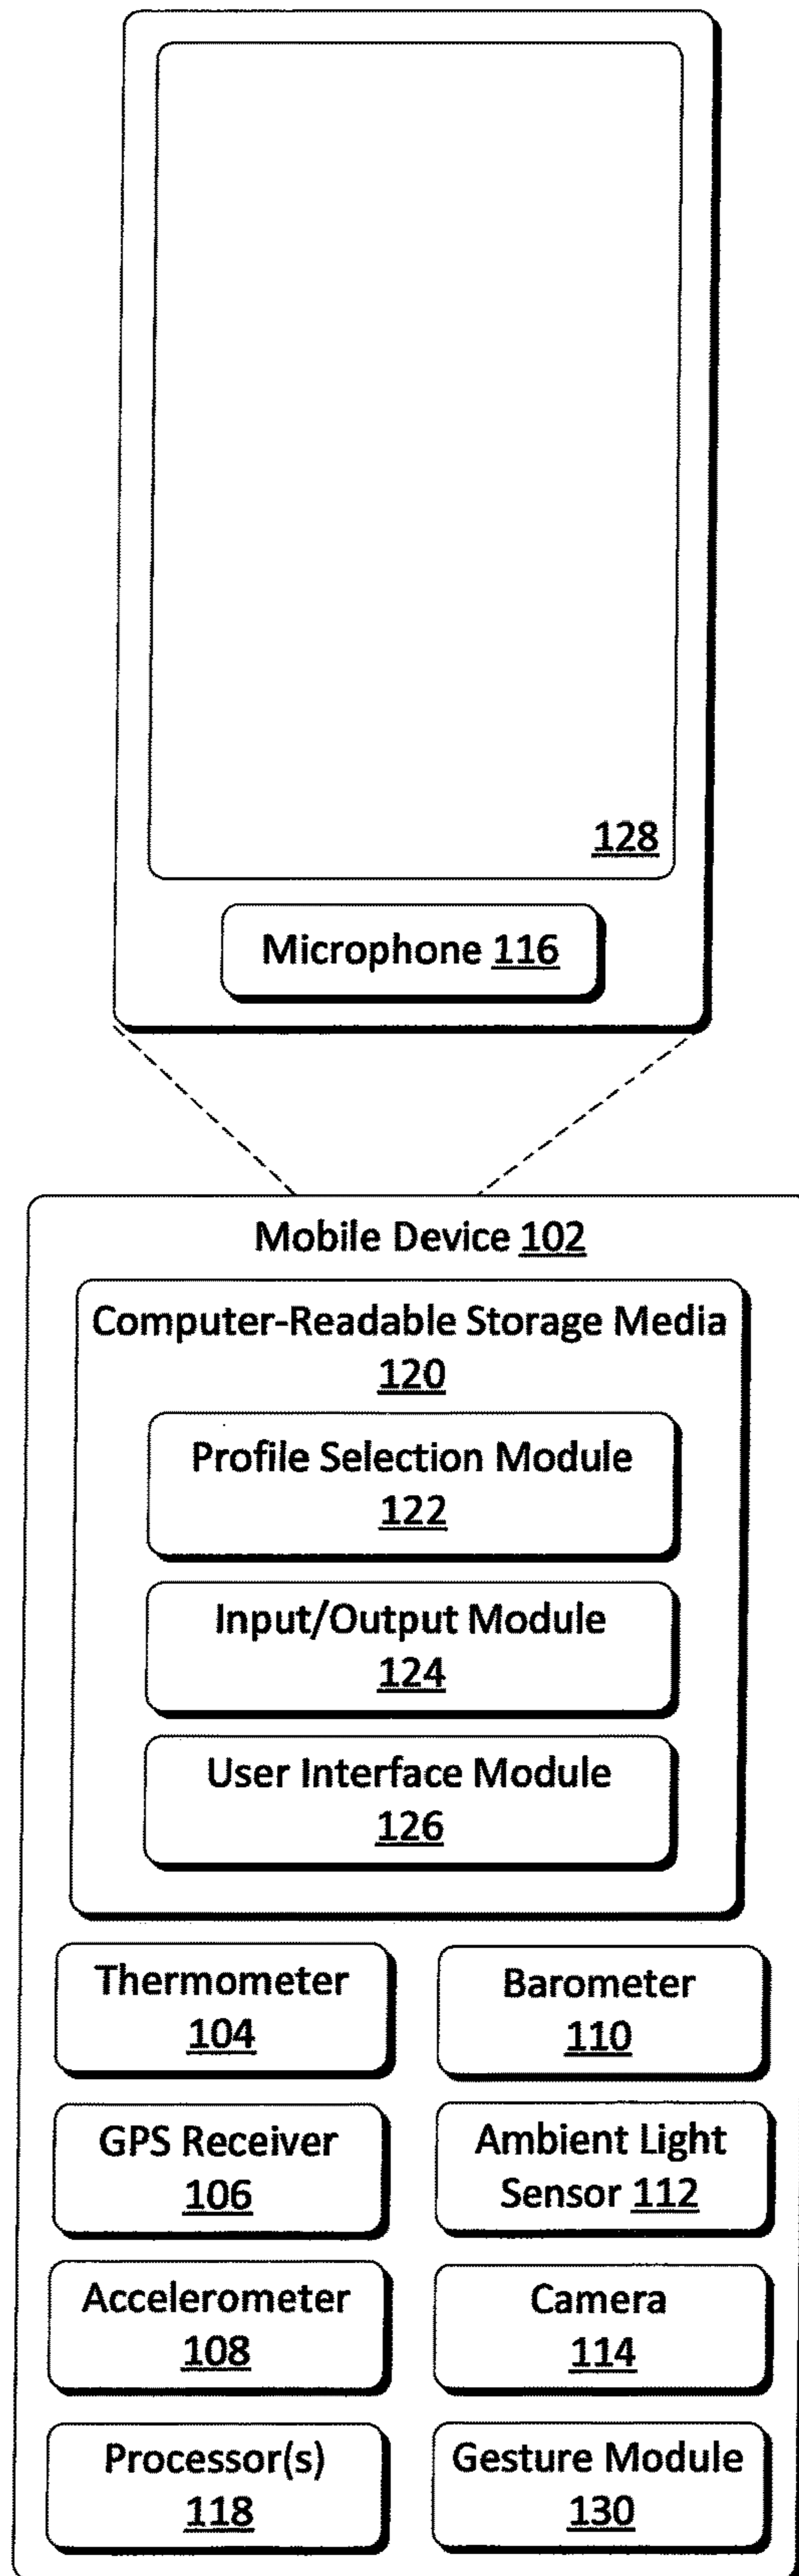 128
Microphone 116
Mobile Device 102
Computer-Readable Storage Media
120
Profile Selection Module
122
Input/Output Module
124
User Interface Module
126
Thermometer
104
Barometer
110
GPS Receiver
106
Ambient Light
Sensor 112
Accelerometer
108
Camera
114
Processor(s)
118
Gesture Module
130